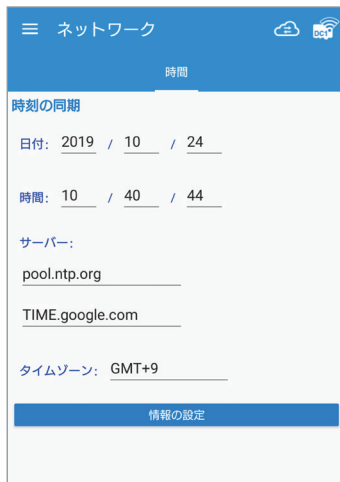 ネットワーク
DC1
時間
時刻の同期
日付: 2019 / 10 / 24
時間: 10 / 40 / 44
サーバー:
pool.ntp.org
TIME.google.com
タイムゾーン: GMT+9
情報の設定